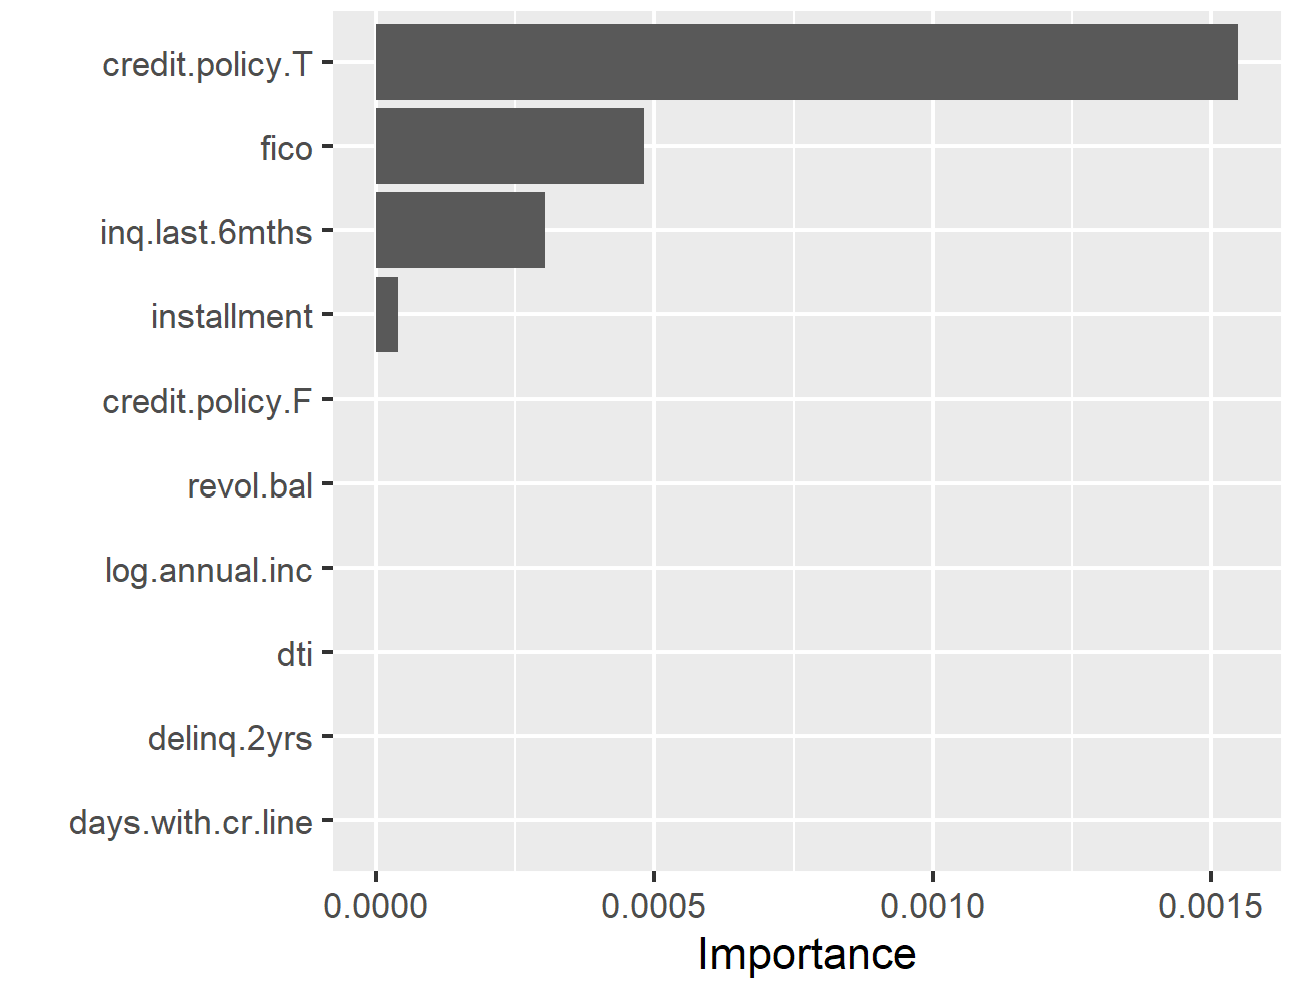 credit.policy.T
fico
inq.last.6mths
installment
credit.policy.F
revol.bal
log.annual.inc
dti
delinq.2yrs
days.with.cr.line
0.0000 0.0005 0.0010 0.0015
Importance